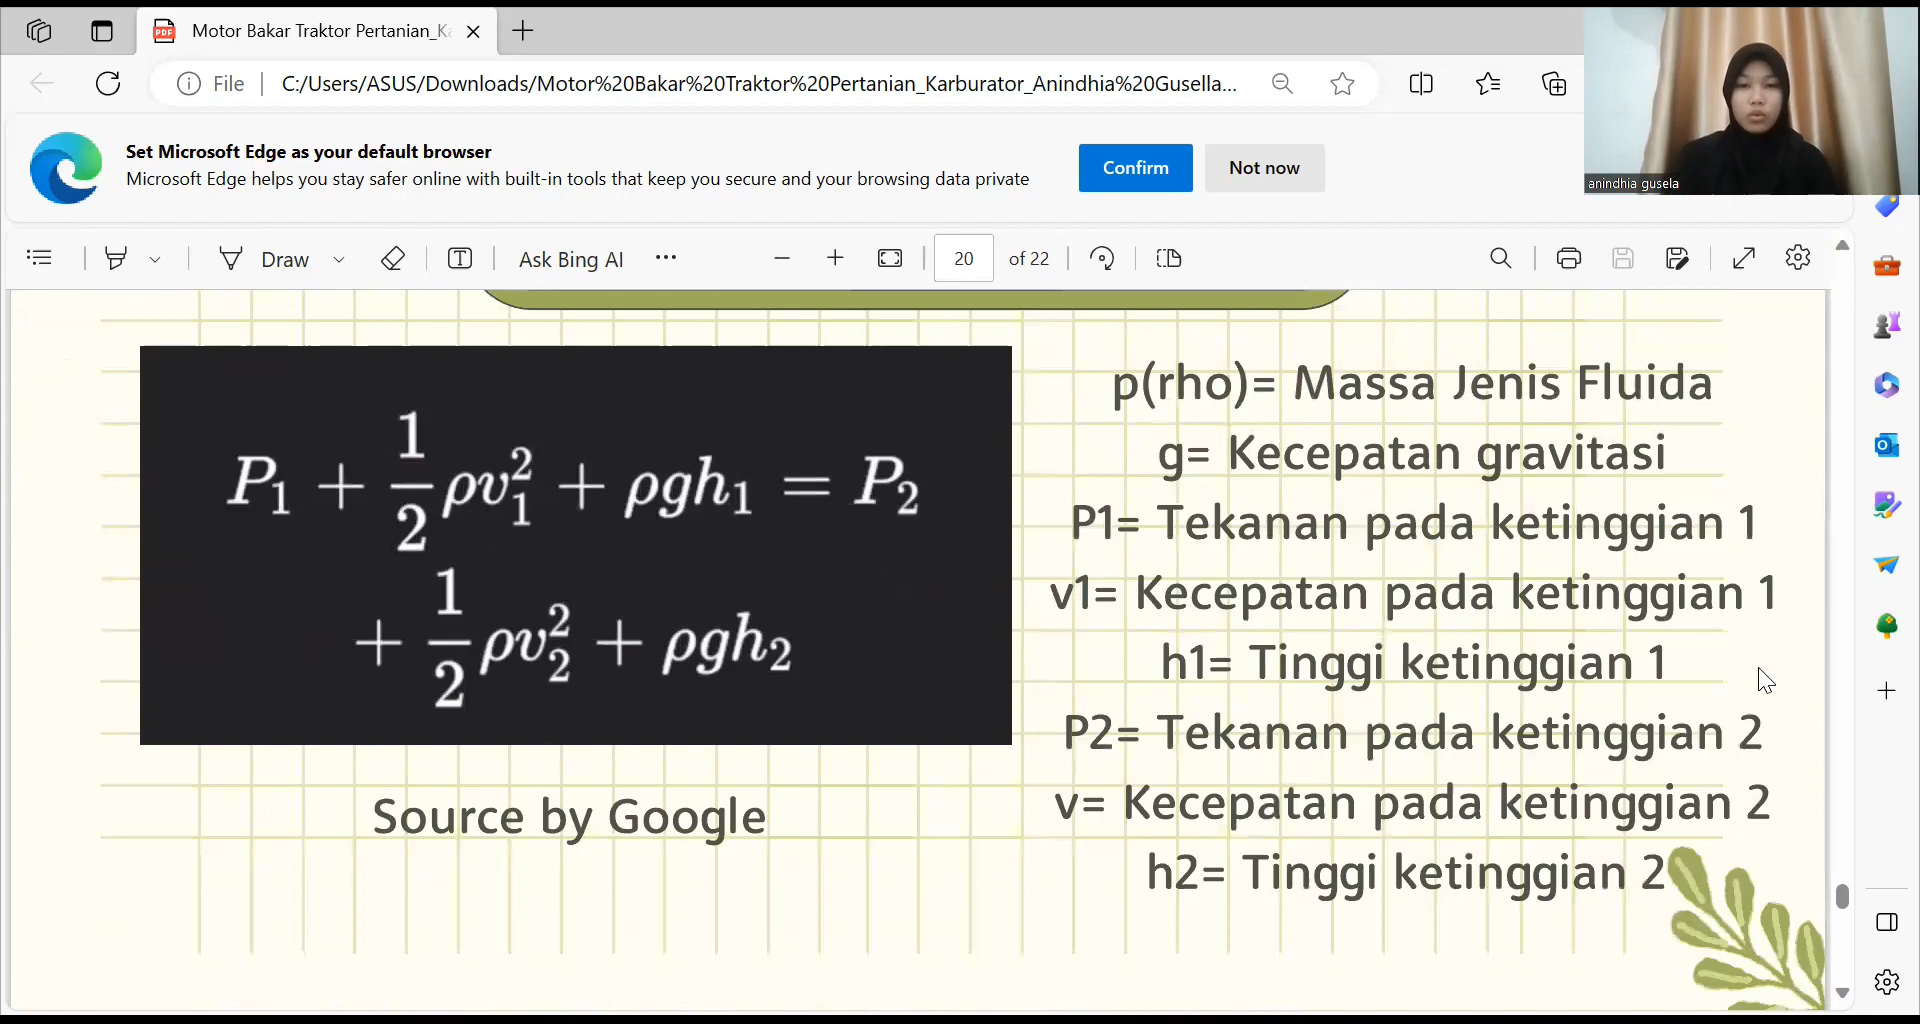 Motor Bakar Traktor Pertanian_Ka
File
C:/Users/ASUS/Downloads/Motor%20Bakar%20Traktor%20Pertanian_Karburator_Anindhia%20Gusella...
Set Microsoft Edge as your default browser
Microsoft Edge helps you stay safer online with built-in tools that keep you secure and your browsing data private
Confirm
Not now
anindhia gusela
Draw
Ask Bing AI
20
of 22
P₁ + 1/2 ρv₁² + ρgh₁ = P₂
+ 1/2 ρv₂² + ρgh₂
Source by Google
p(rho)= Massa Jenis Fluida
g= Kecepatan gravitasi
P1= Tekanan pada ketinggian 1
v1= Kecepatan pada ketinggian 1
h1= Tinggi ketinggian 1
P2= Tekanan pada ketinggian 2
v= Kecepatan pada ketinggian 2
h2= Tinggi ketinggian 2